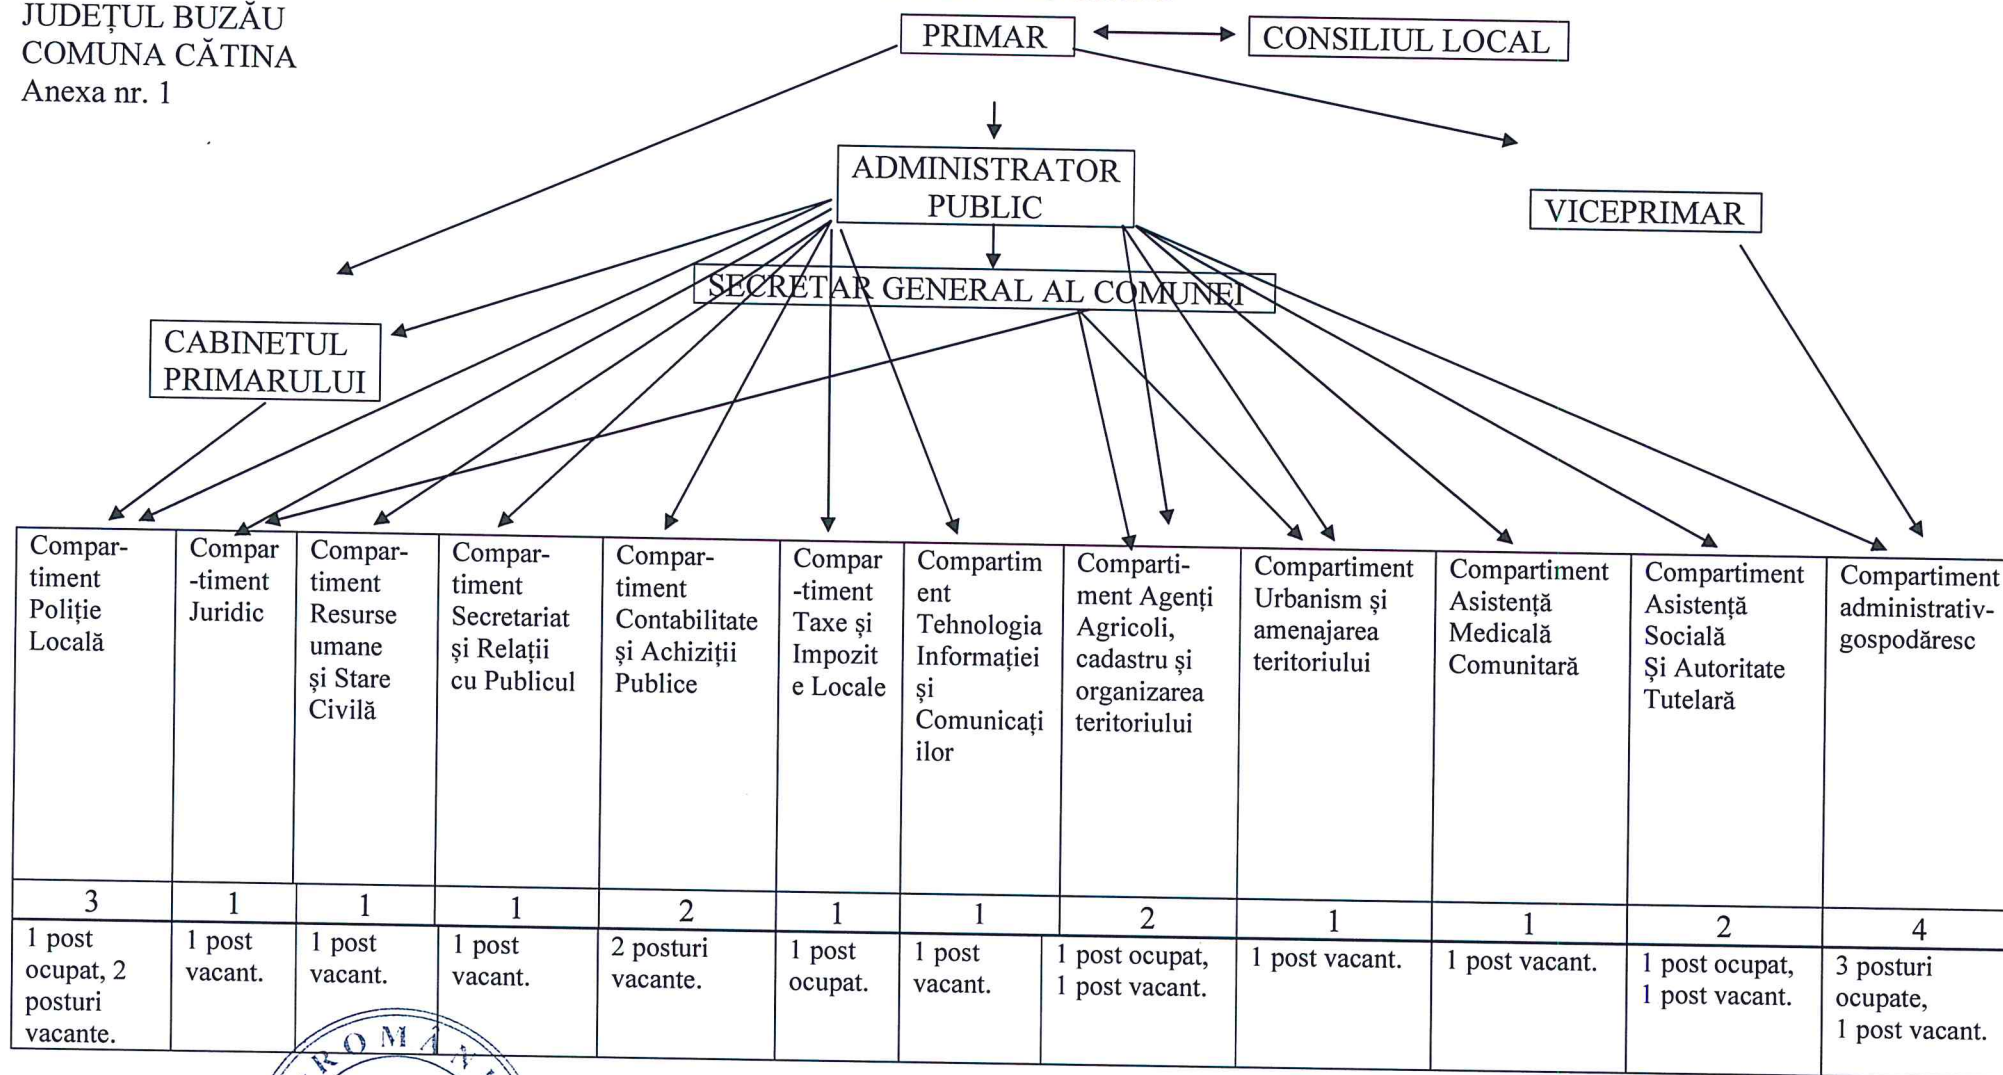 JUDEȚUL BUZĂU
COMUNA CĂTINA
Anexa nr. 1
PRIMAR
CONSILIUL LOCAL
ADMINISTRATOR
PUBLIC
VICEPRIMAR
SECRETAR GENERAL AL COMUNEI
CABINETUL
PRIMARULUI
Compar-
timent
Poliție
Locală
Compar
-timent
Juridic
Compar-
timent
Resurse
umane
și Stare
Civilă
Compar-
timent
Secretariat
și Relații
cu Publicul
Compar-
timent
Contabilitate
și Achiziții
Publice
Compar
-timent
Taxe și
Impozit
e Locale
Compartim
ent
Tehnologia
Informației
și
Comunicați
ilor
Comparti-
ment Agenți
Agricoli,
cadastru și
organizarea
teritoriului
Compartiment
Urbanism și
amenajarea
teritoriului
Compartiment
Asistență
Medicală
Comunitară
Compartiment
Asistență
Socială
Și Autoritate
Tutelară
Compartiment
administrativ-
gospodăresc
3
1
1
1
2
1
1
2
1
1
2
4
1 post
ocupat, 2
posturi
vacante.
1 post
vacant.
1 post
vacant.
1 post
vacant.
2 posturi
vacante.
1 post
ocupat.
1 post
vacant.
1 post ocupat,
1 post vacant.
1 post vacant.
1 post vacant.
1 post ocupat,
1 post vacant.
3 posturi
ocupate,
1 post vacant.